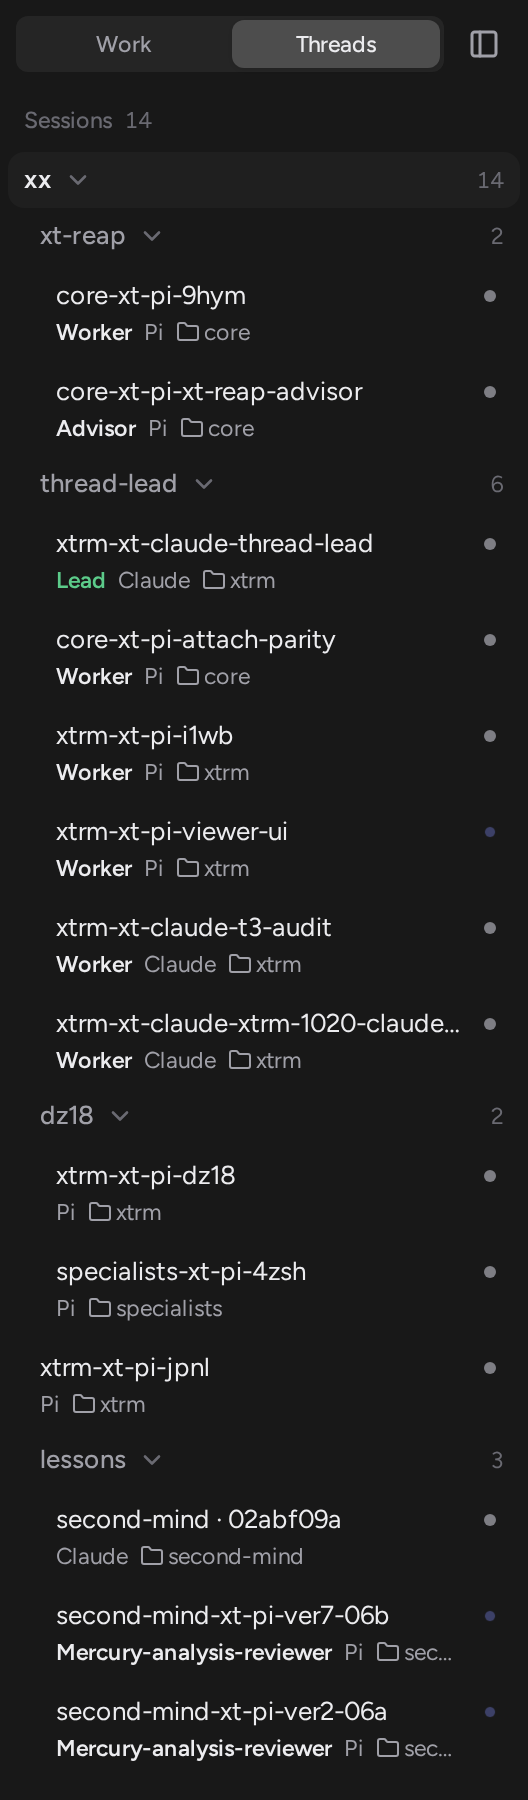 Work Threads
Sessions 14
xx 14
xt-reap 2
core-xt-pi-9hym
Worker Pi core
core-xt-pi-xt-reap-advisor
Advisor Pi core
thread-lead 6
xtrm-xt-claude-thread-lead
Lead Claude xtrm
core-xt-pi-attach-parity
Worker Pi core
xtrm-xt-pi-i1wb
Worker Pi xtrm
xtrm-xt-pi-viewer-ui
Worker Pi xtrm
xtrm-xt-claude-t3-audit
Worker Claude xtrm
xtrm-xt-claude-xtrm-1020-claude...
Worker Claude xtrm
dz18 2
xtrm-xt-pi-dz18
Pi xtrm
specialists-xt-pi-4zsh
Pi specialists
xtrm-xt-pi-jpnl
Pi xtrm
lessons 3
second-mind · 02abf09a
Claude second-mind
second-mind-xt-pi-ver7-06b
Mercury-analysis-reviewer Pi sec...
second-mind-xt-pi-ver2-06a
Mercury-analysis-reviewer Pi sec...